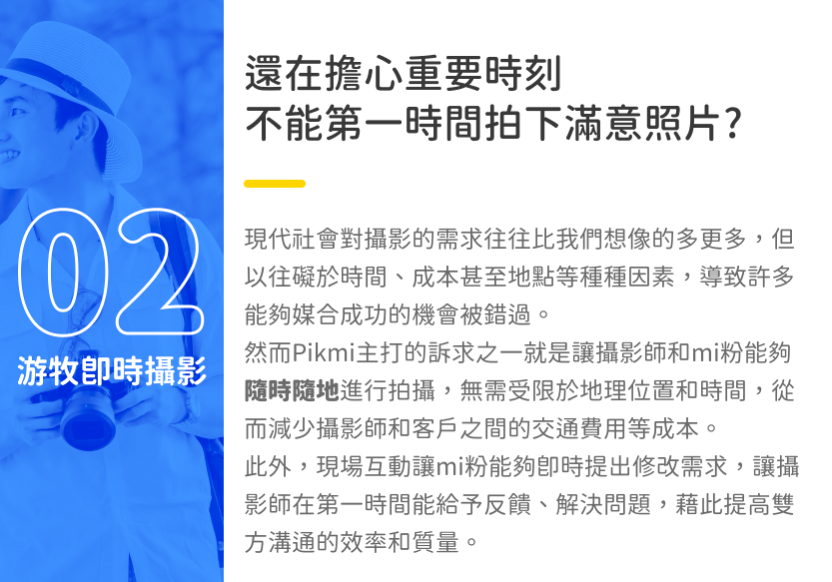 還在擔心重要時刻
不能第一時間拍下滿意照片?
02
游牧即時攝影
現代社會對攝影的需求往往比我們想像的多更多，但
以往礙於時間、成本甚至地點等種種因素，導致許多
能夠媒合成功的機會被錯過。
然而Pikmi主打的訴求之一就是讓攝影師和mi粉能夠
隨時隨地進行拍攝，無需受限於地理位置和時間，從
而減少攝影師和客戶之間的交通費用等成本。
此外，現場互動讓mi粉能夠即時提出修改需求，讓攝
影師在第一時間能給予反饋、解決問題，藉此提高雙
方溝通的效率和質量。